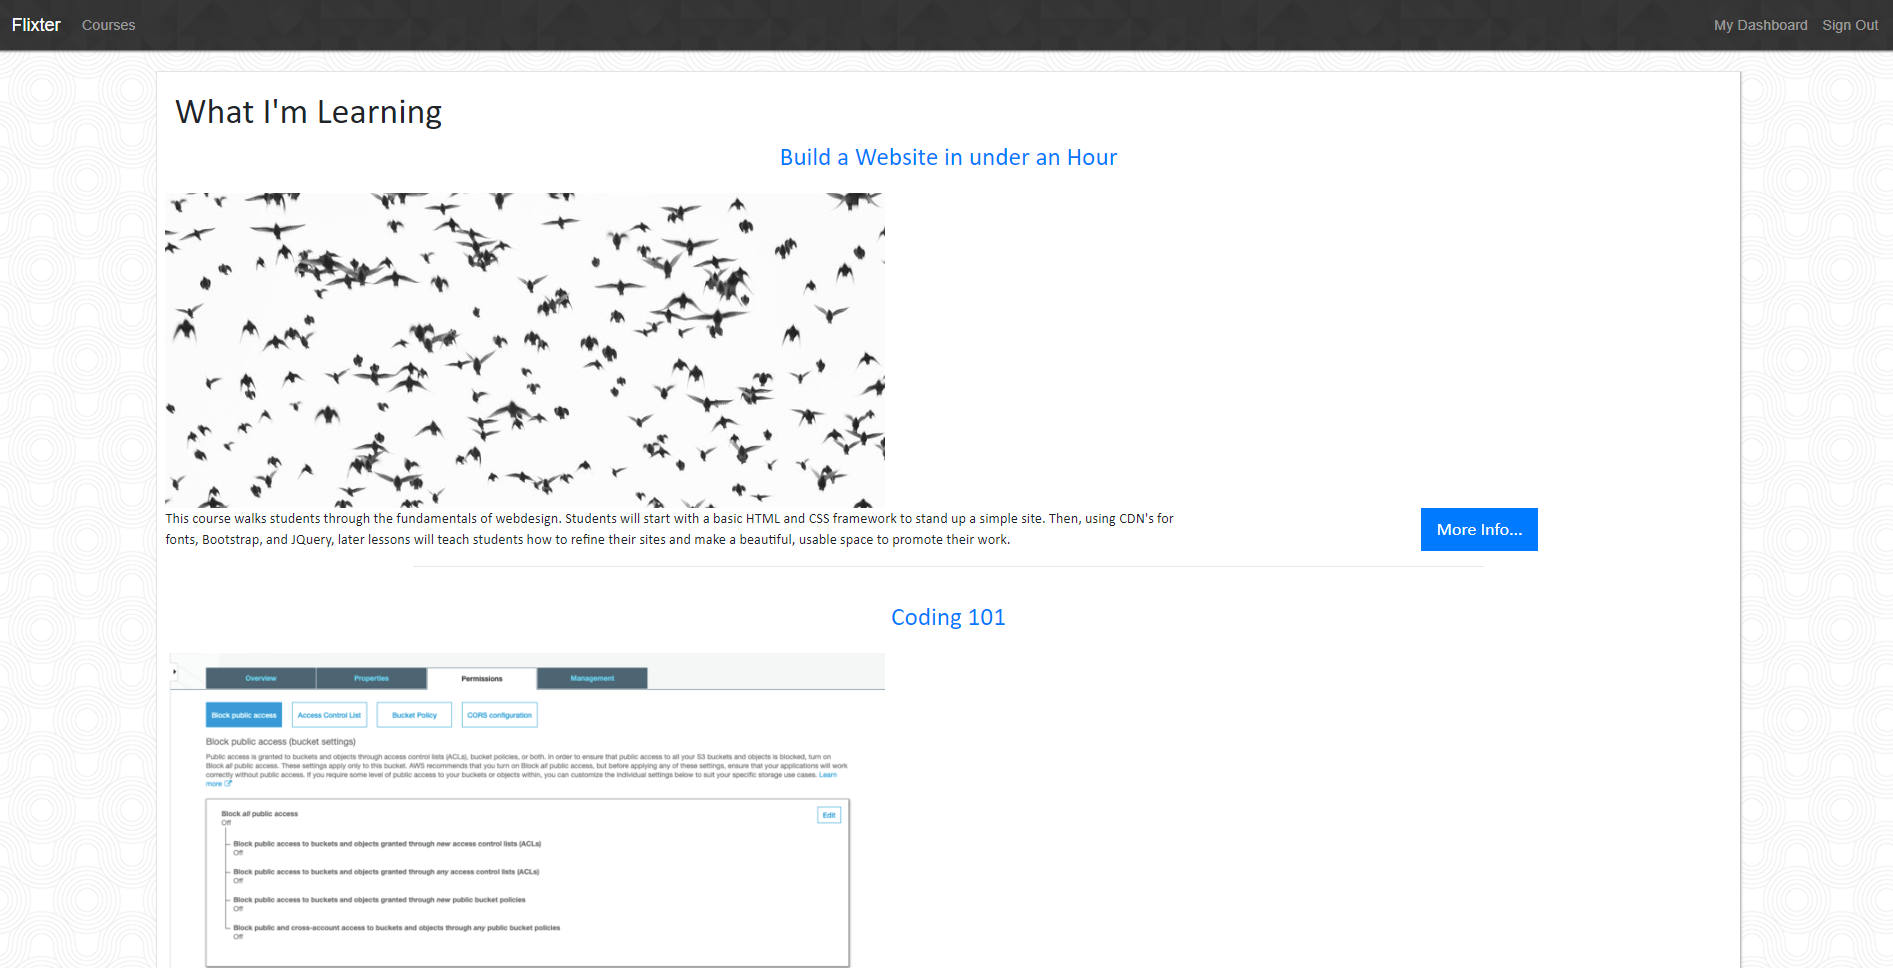 Flixter Courses My Dashboard Sign Out
What I'm Learning
Build a Website in under an Hour
This course walks students through the fundamentals of webdesign. Students will start with a basic HTML and CSS framework to stand up a simple site. Then, using CDN's for
fonts, Bootstrap, and JQuery, later lessons will teach students how to refine their sites and make a beautiful, usable space to promote their work.
More Info...
Coding 101
Overview Properties Permissions Management
Block public access Access Control List Bucket Policy CORS configuration
Block public access (bucket settings)
Public access is granted to buckets and objects through access control lists (ACLs), bucket policies, or both. In order to ensure that public access to all your S3 buckets and objects is blocked, turn on
Block all public access. These settings apply only to this bucket. AWS recommends that you turn on Block all public access, but before applying any of these settings, ensure that your applications will work
correctly without public access. If you require some level of public access to your buckets or objects within, you can customize the individual settings below to suit your specific storage use cases. Learn
more
Block all public access Edit
Off
Block public access to buckets and objects granted through new access control lists (ACLs)
Off
Block public access to buckets and objects granted through any access control lists (ACLs)
Off
Block public access to buckets and objects granted through new public bucket policies
Off
Block public and cross-account access to buckets and objects through any public bucket policies
Off